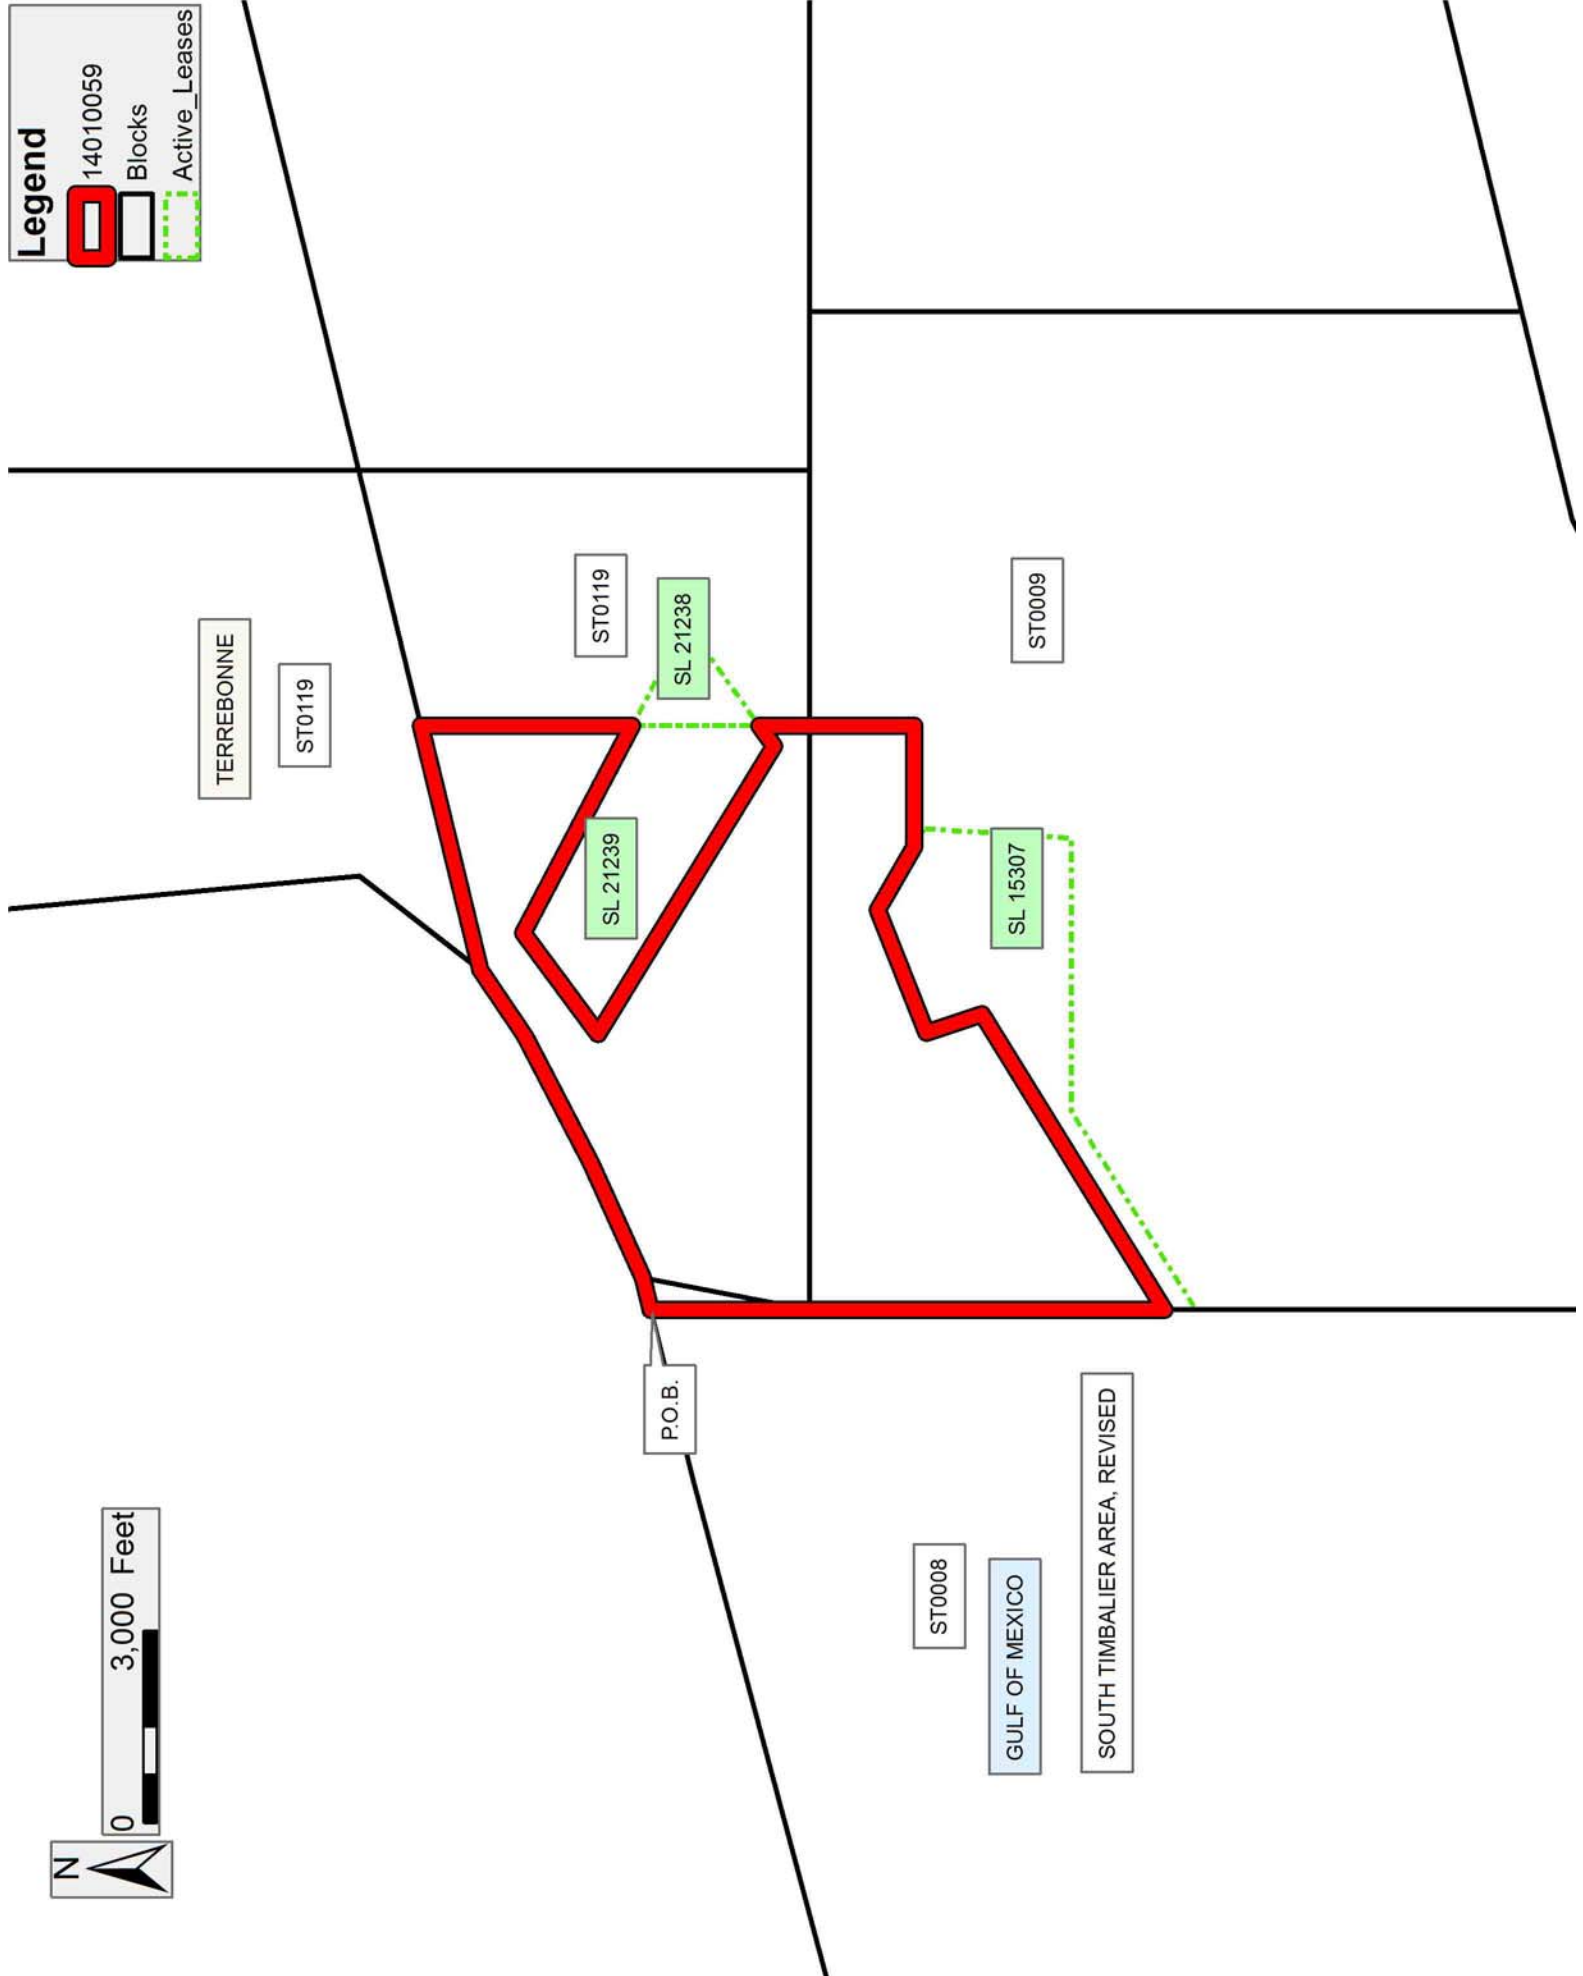 Legend
14010059
Blocks
Active_Leases
N
0 3,000 Feet
TERREBONNE
ST0119
ST0119
SL 21238
SL 21239
P.O.B.
ST0009
SL 15307
ST0008
GULF OF MEXICO
SOUTH TIMBALIER AREA, REVISED